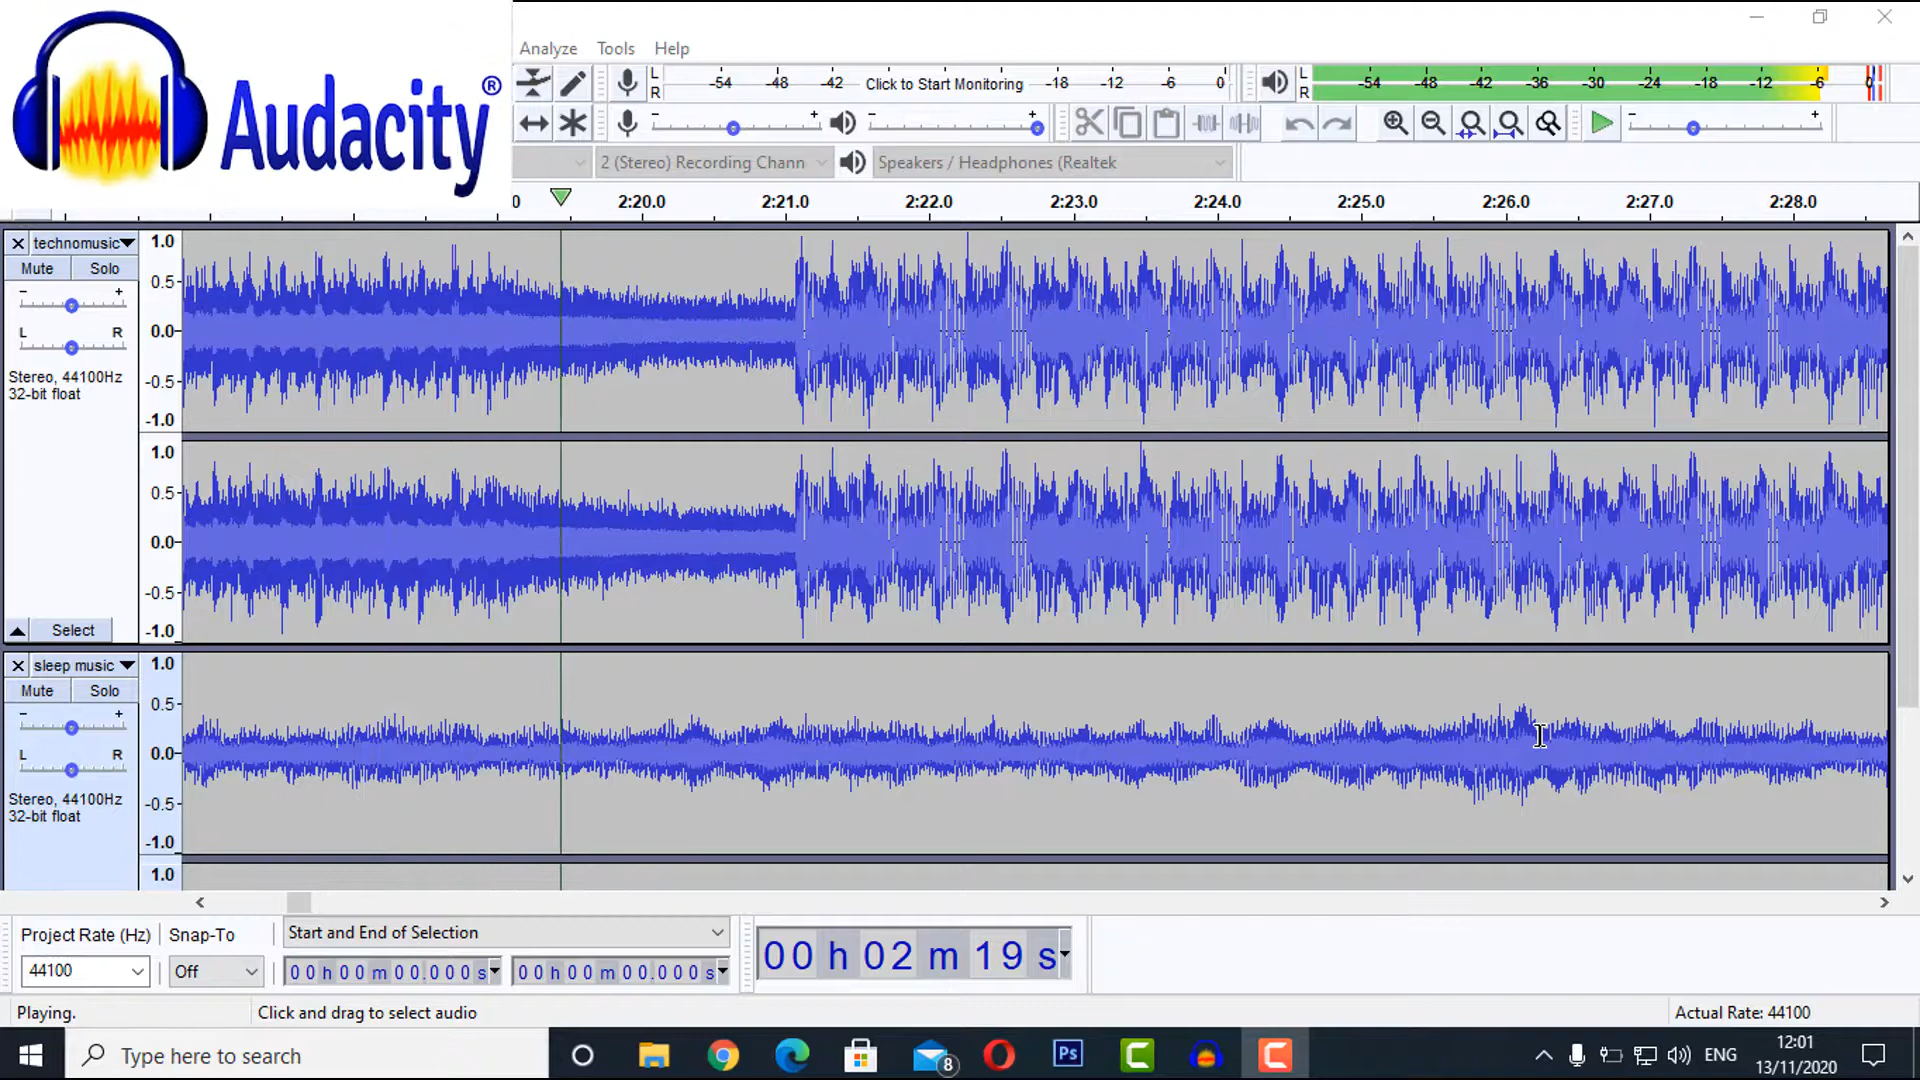 Audacity®
Analyze Tools Help
L R -54 -48 -42 Click to Start Monitoring -18 -12 -6 0
L R -54 -48 -42 -36 -30 -24 -18 -12 -6 0
- + - + - +
2 (Stereo) Recording Chann Speakers / Headphones (Realtek
0 2:20.0 2:21.0 2:22.0 2:23.0 2:24.0 2:25.0 2:26.0 2:27.0 2:28.0
technomusic
Mute Solo
- +
L R
Stereo, 44100Hz
32-bit float
Select
1.0
0.5
0.0
-0.5
-1.0
1.0
0.5
0.0
-0.5
-1.0
sleep music
Mute Solo
- +
L R
Stereo, 44100Hz
32-bit float
1.0
0.5
0.0
-0.5
-1.0
1.0
Project Rate (Hz) Snap-To Start and End of Selection
44100 Off 00 h 00 m 00.000 s 00 h 00 m 00.000 s
00 h 02 m 19 s
Playing. Click and drag to select audio Actual Rate: 44100
Type here to search Ps 8 ENG
12:01
13/11/2020